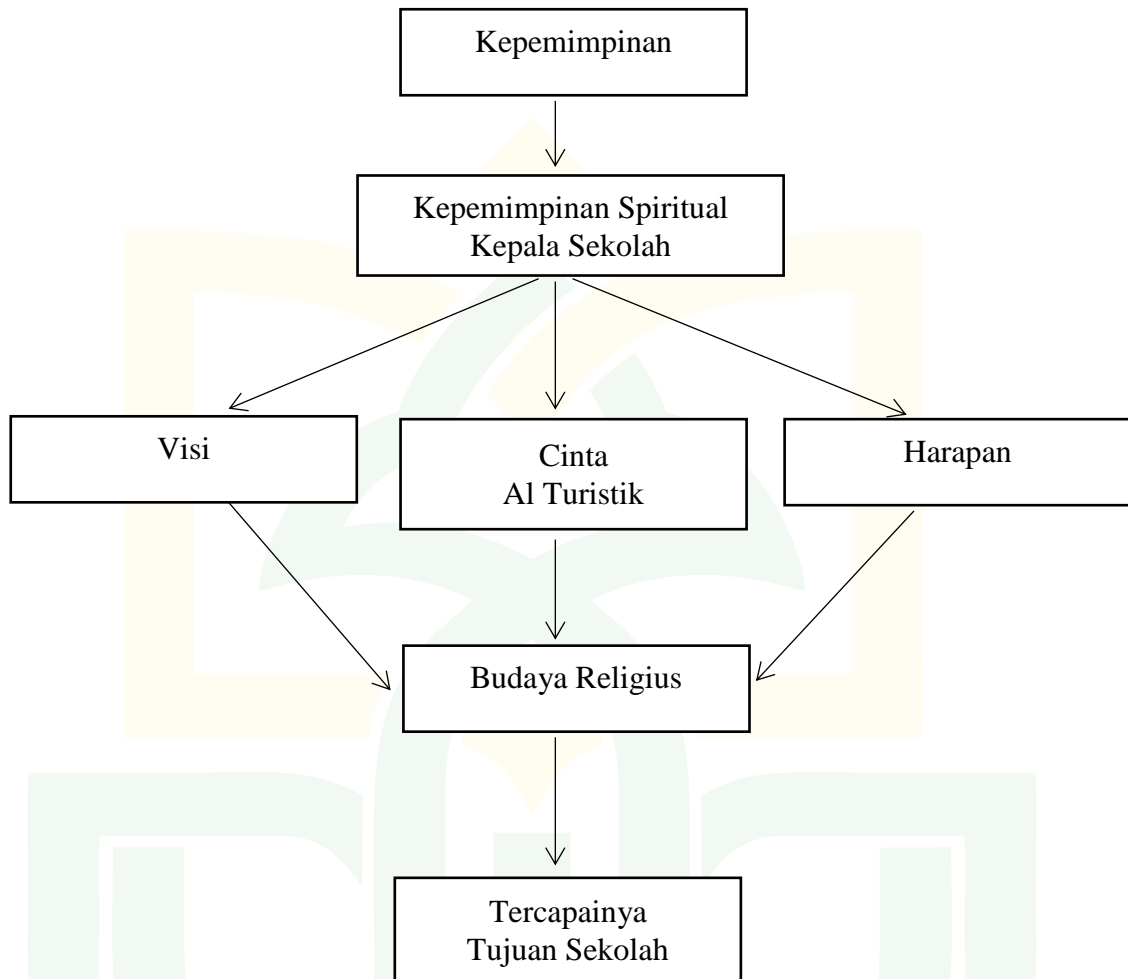 Kepemimpinan
Kepemimpinan Spiritual
Kepala Sekolah
Visi
Cinta
Al Turistik
Harapan
Budaya Religius
Tercapainya
Tujuan Sekolah